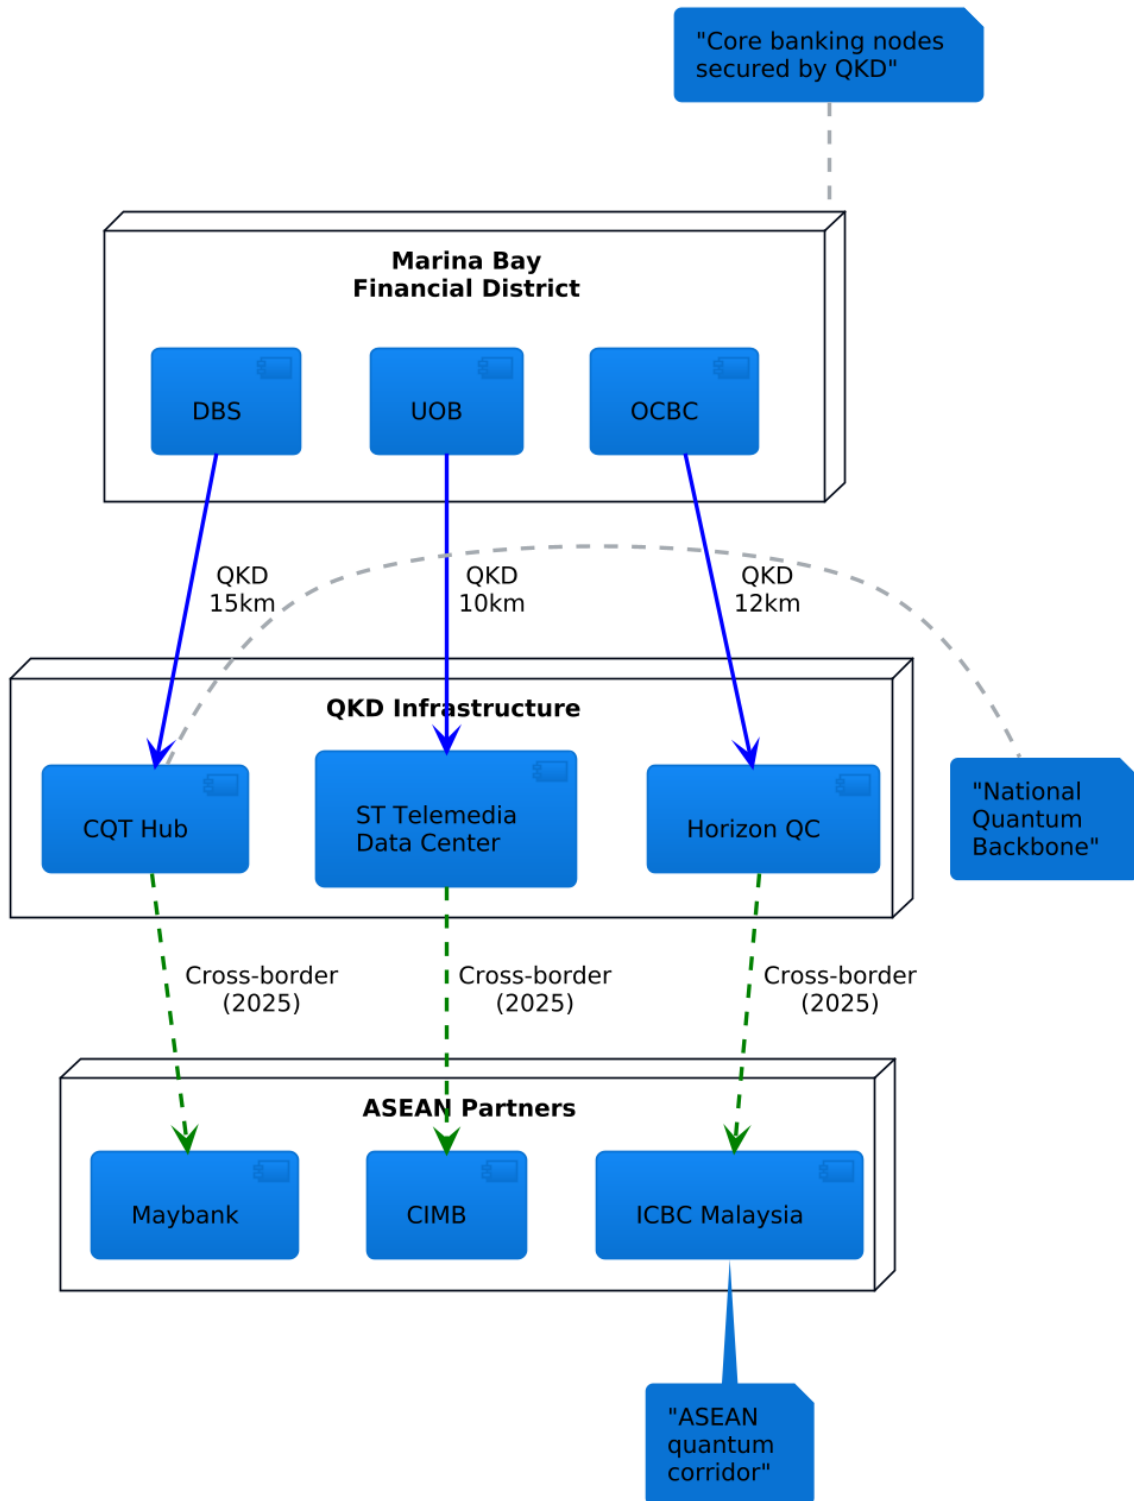 "Core banking nodes
secured by QKD"
Marina Bay
Financial District
DBS
UOB
OCBC
QKD
15km
QKD
10km
QKD
12km
QKD Infrastructure
CQT Hub
ST Telemedia
Data Center
Horizon QC
"National
Quantum
Backbone"
Cross-border
(2025)
Cross-border
(2025)
Cross-border
(2025)
ASEAN Partners
Maybank
CIMB
ICBC Malaysia
"ASEAN
quantum
corridor"